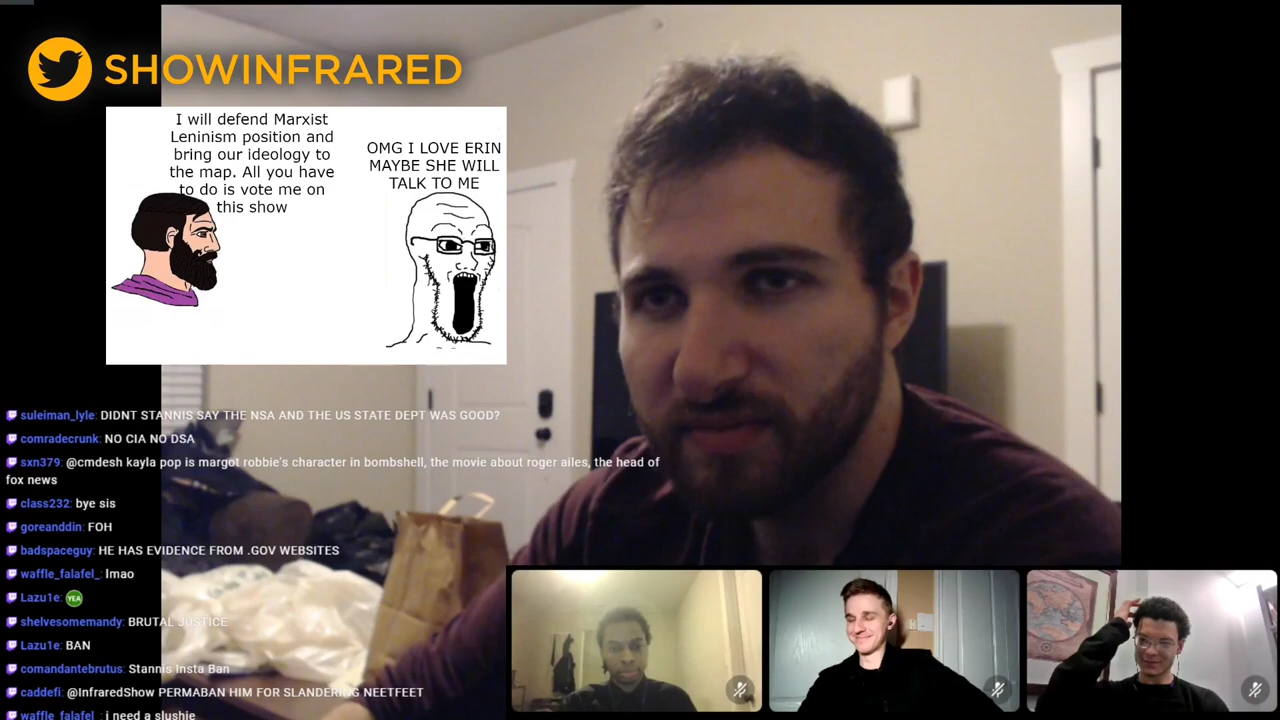 SHOWINFRARED
I will defend Marxist
Leninism position and
bring our ideology to
the map. All you have
to do is vote me on
this show
OMG I LOVE ERIN
MAYBE SHE WILL
TALK TO ME
suleiman_lyle: DIDNT STANNIS SAY THE NSA AND THE US STATE DEPT WAS GOOD?
comradecrunk: NO CIA NO DSA
sxn379: @cmdesh kayla pop is margot robbie's character in bombshell, the movie about roger ailes, the head of
fox news
class232: bye sis
goreanddin: FOH
badspaceguy: HE HAS EVIDENCE FROM .GOV WEBSITES
waffle_falafel_: lmao
Lazu1e: YEA
shelvesomemandy: BRUTAL JUSTICE
Lazu1e: BAN
comandantebrutus: Stannis Insta Ban
caddefi: @InfraredShow PERMABAN HIM FOR SLANDERING NEETFEET
waffle_falafel_: i need a slushie